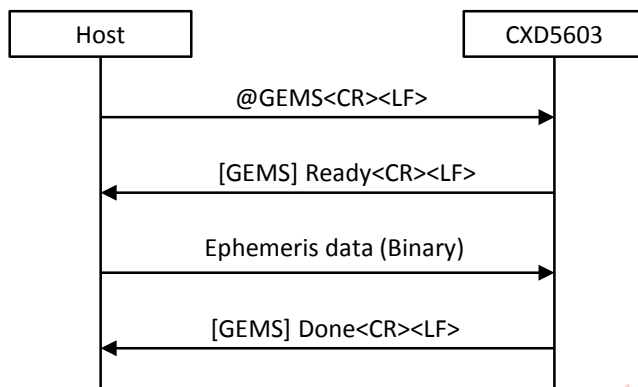 Host
CXD5603
@GEMS<CR><LF>
[GEMS] Ready<CR><LF>
Ephemeris data (Binary)
[GEMS] Done<CR><LF>